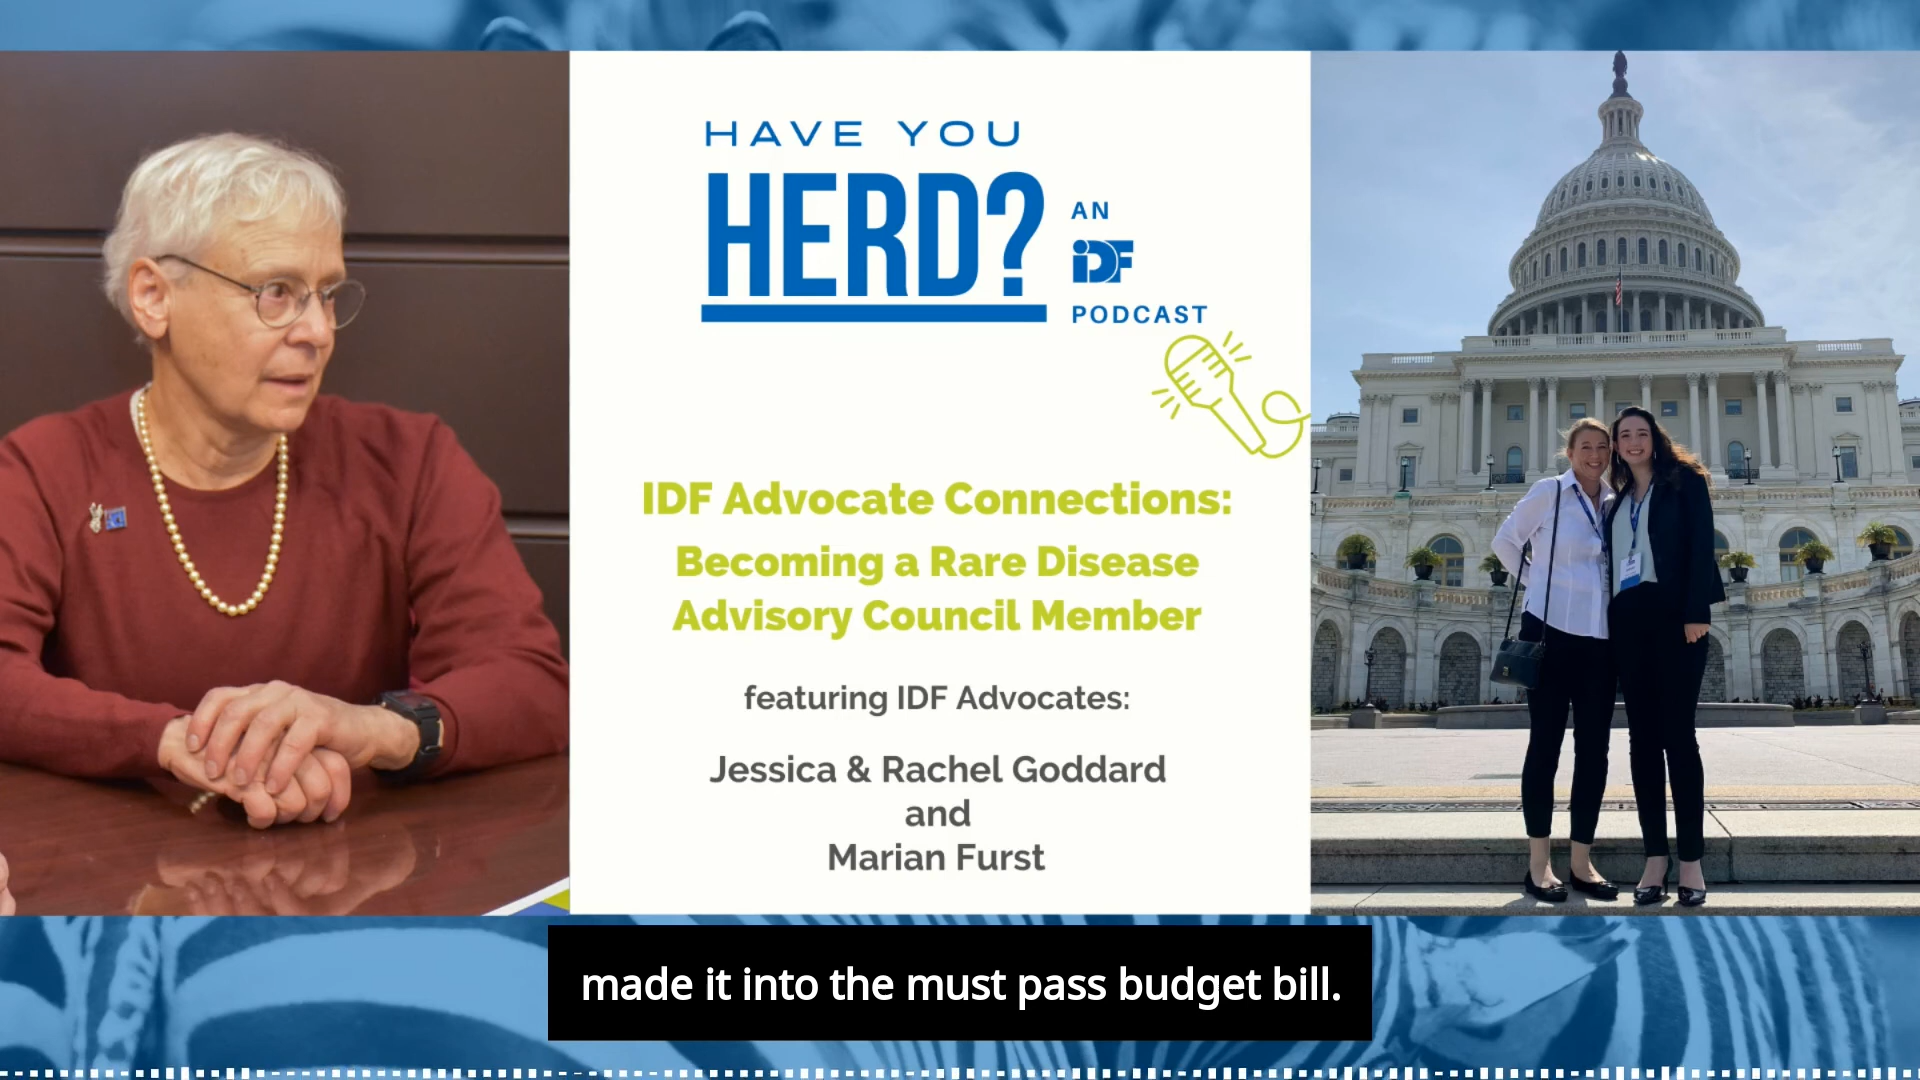 HAVE YOU
HERD?
AN
IDF
PODCAST
IDF Advocate Connections:
Becoming a Rare Disease
Advisory Council Member
featuring IDF Advocates:
Jessica & Rachel Goddard
and
Marian Furst
made it into the must pass budget bill.